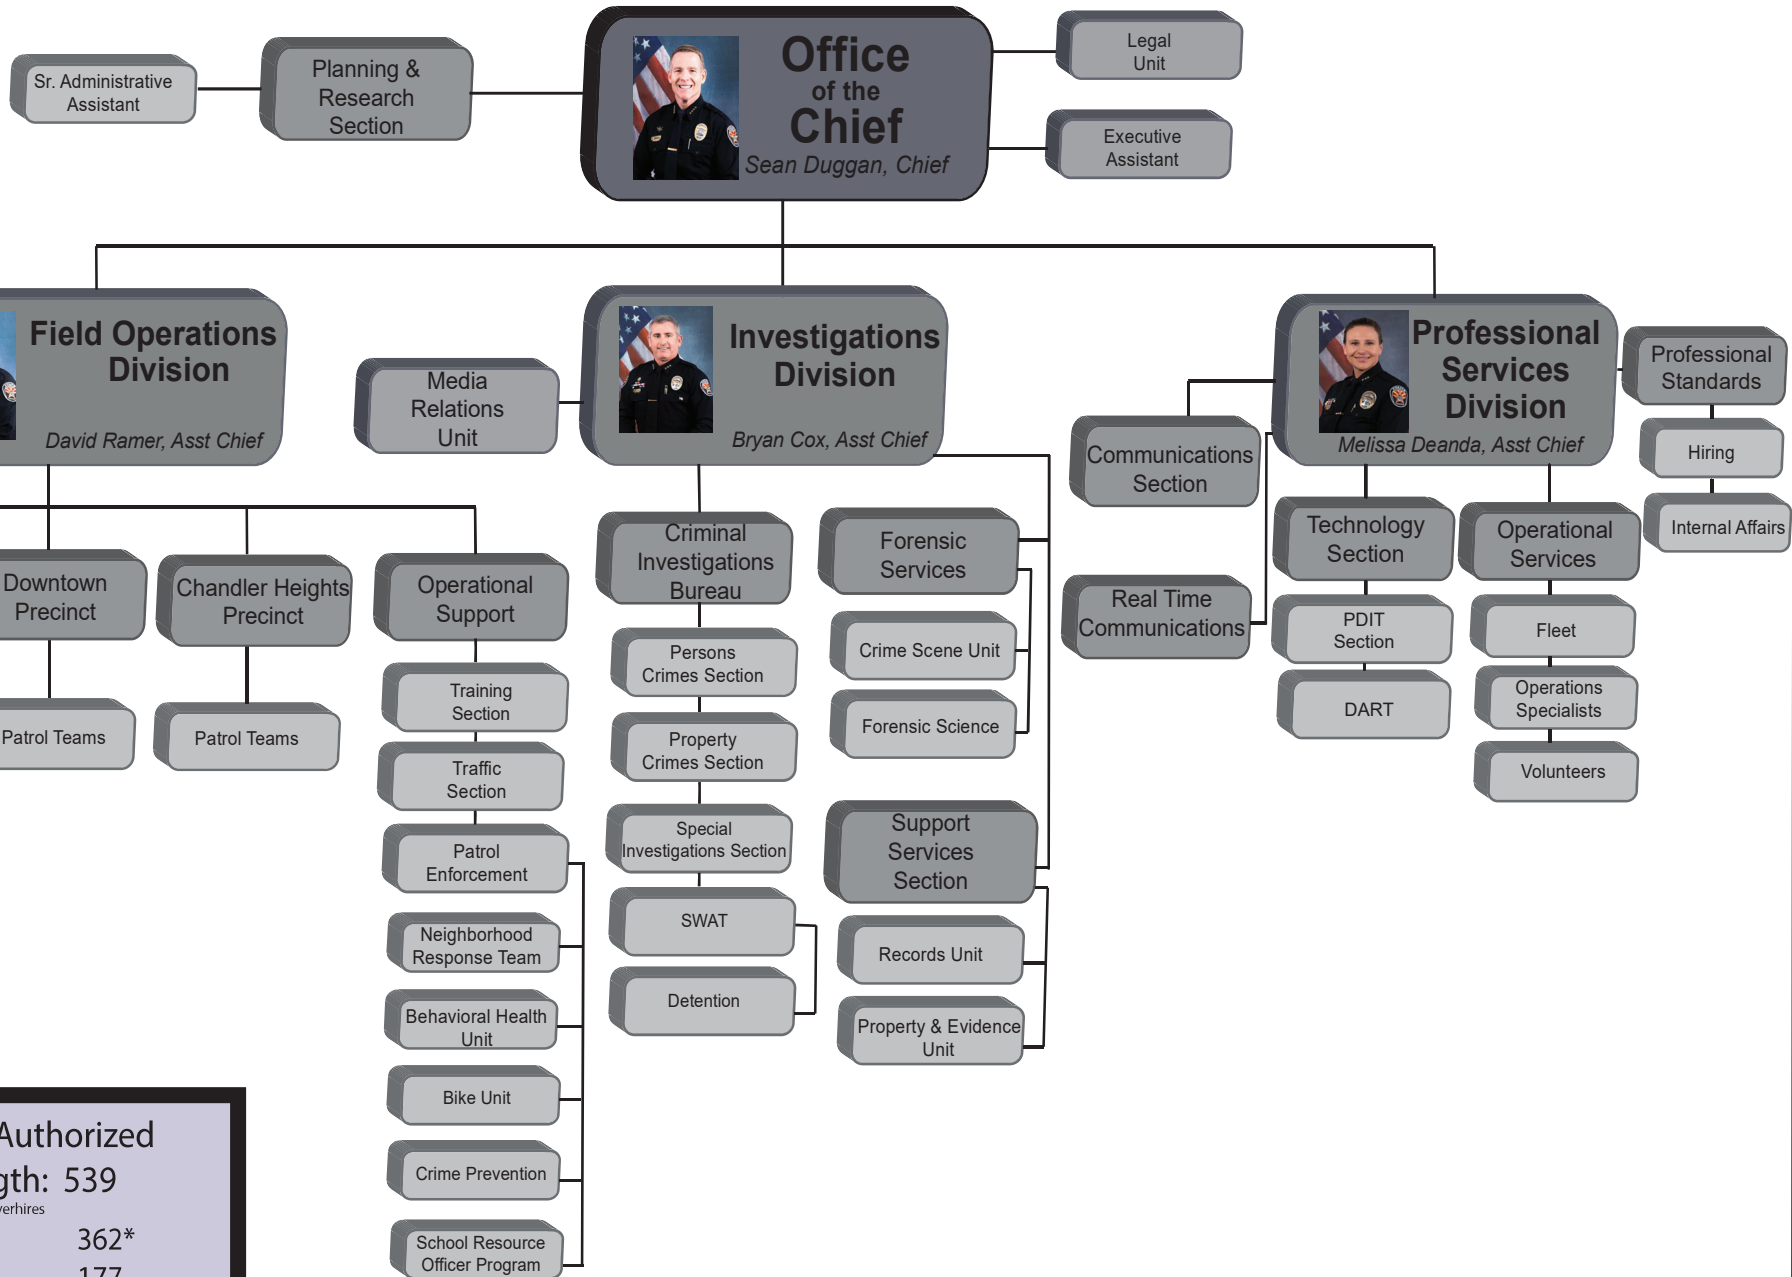 Office
of the
Chief
Sean Duggan, Chief
Sr. Administrative
Assistant
Planning &
Research
Section
Legal
Unit
Executive
Assistant
Field Operations
Division
David Ramer, Asst Chief
Downtown
Precinct
Patrol Teams
Chandler Heights
Precinct
Patrol Teams
Operational
Support
Training
Section
Traffic
Section
Patrol
Enforcement
Neighborhood
Response Team
Behavioral Health
Unit
Bike Unit
Crime Prevention
School Resource
Officer Program
Media
Relations
Unit
Investigations
Division
Bryan Cox, Asst Chief
Criminal
Investigations
Bureau
Persons
Crimes Section
Property
Crimes Section
Special
Investigations Section
SWAT
Detention
Forensic
Services
Crime Scene Unit
Forensic Science
Support
Services
Section
Records Unit
Property & Evidence
Unit
Professional
Services
Division
Melissa Deanda, Asst Chief
Communications
Section
Real Time
Communications
Technology
Section
PDIT
Section
DART
Operational
Services
Fleet
Operations
Specialists
Volunteers
Professional
Standards
Hiring
Internal Affairs
Authorized
gth: 539
verhires
362*
177